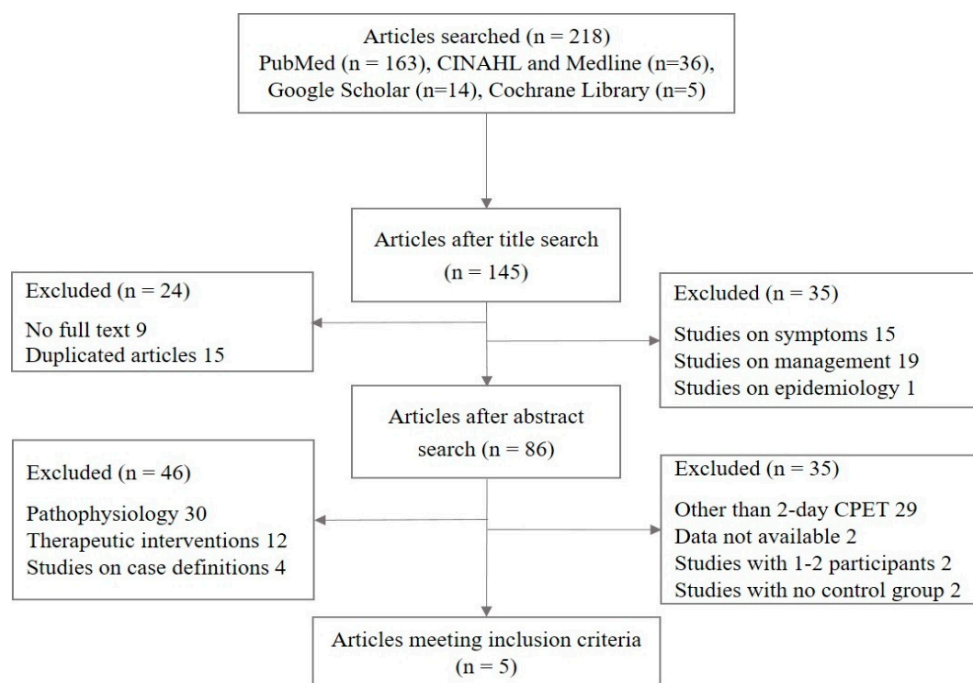 Articles searched (n = 218)
PubMed (n = 163), CINAHL and Medline (n=36),
Google Scholar (n=14), Cochrane Library (n=5)
Articles after title search
(n = 145)
Excluded (n = 24)
No full text 9
Duplicated articles 15
Excluded (n = 35)
Studies on symptoms 15
Studies on management 19
Studies on epidemiology 1
Articles after abstract
search (n = 86)
Excluded (n = 46)
Pathophysiology 30
Therapeutic interventions 12
Studies on case definitions 4
Excluded (n = 35)
Other than 2-day CPET 29
Data not available 2
Studies with 1-2 participants 2
Studies with no control group 2
Articles meeting inclusion criteria
(n = 5)